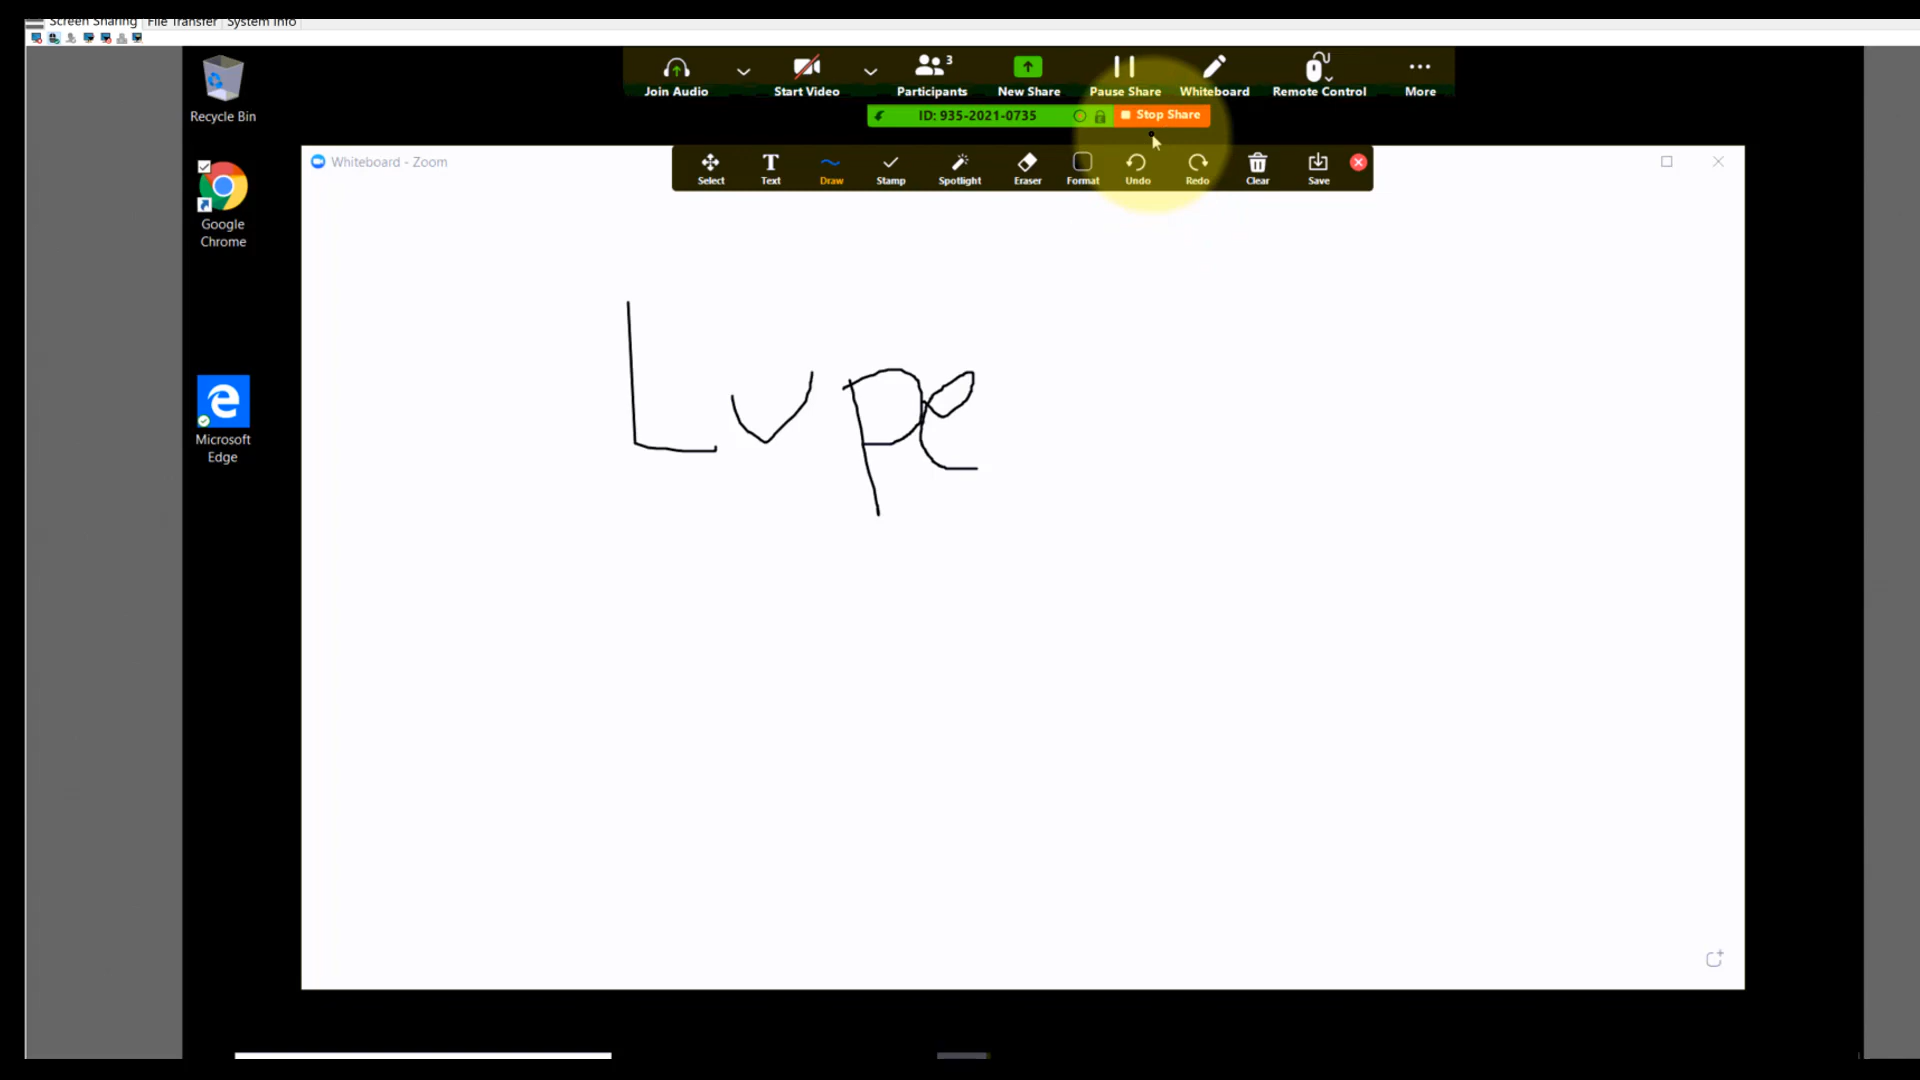 Screen Sharing File Transfer System Info
Recycle Bin
Join Audio Start Video Participants 3 New Share Pause Share Whiteboard Remote Control More
ID: 935-2021-0735 Stop Share
Whiteboard - Zoom
Select Text Draw Stamp Spotlight Eraser Format Undo Redo Clear Save
Google
Chrome
Lupe
Microsoft
Edge